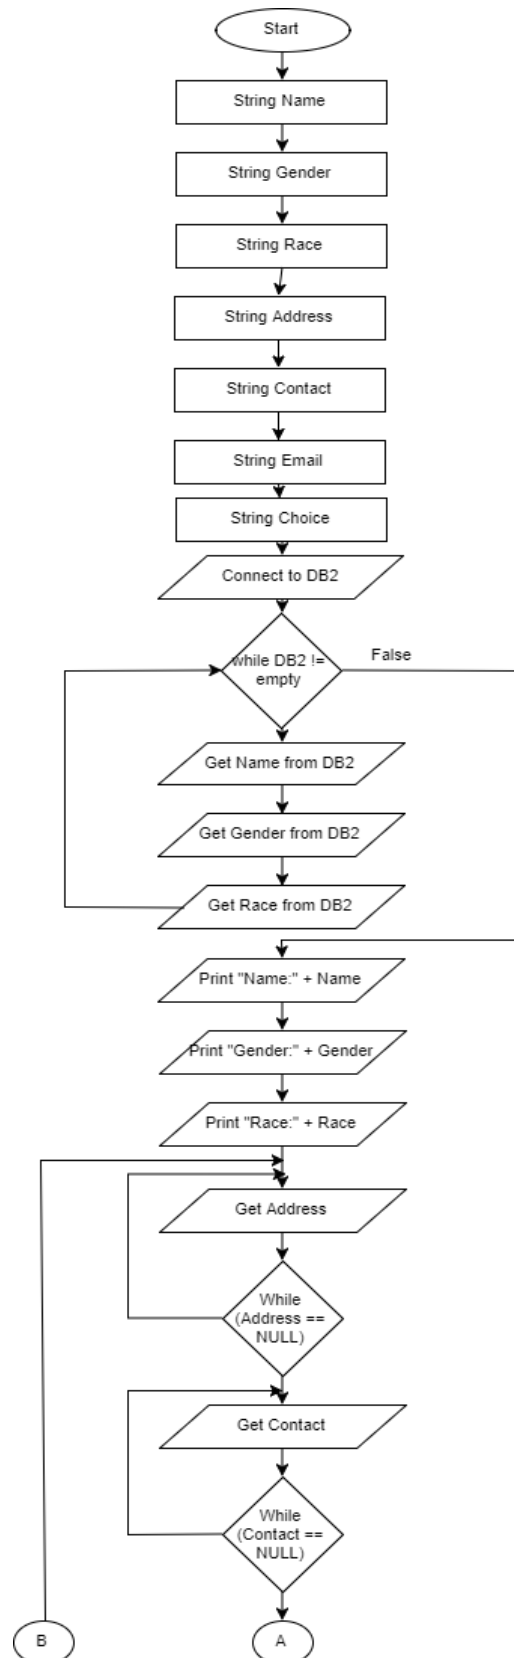 Start
String Name
String Gender
String Race
String Address
String Contact
String Email
String Choice
Connect to DB2
while DB2 !=
empty
False
Get Name from DB2
Get Gender from DB2
Get Race from DB2
Print "Name:" + Name
Print "Gender:" + Gender
Print "Race:" + Race
Get Address
While
(Address ==
NULL)
Get Contact
While
(Contact ==
NULL)
B
A